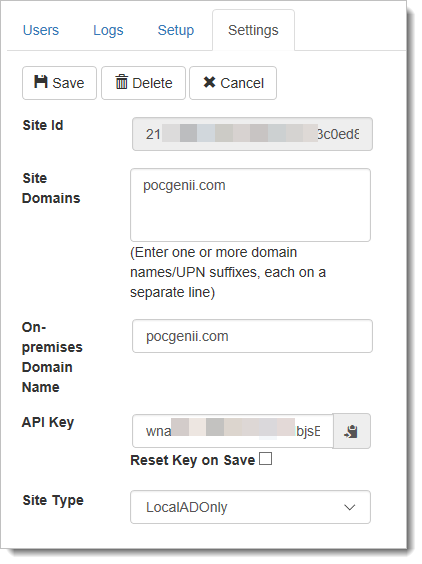 Users Logs Setup Settings
Save Delete Cancel
Site Id
21 3c0ed8
Site
Domains
pocgenii.com
(Enter one or more domain
names/UPN suffixes, each on a
separate line)
On-
premises
Domain
Name
pocgenii.com
API Key
wna bjsE
Reset Key on Save
Site Type
LocalADOnly